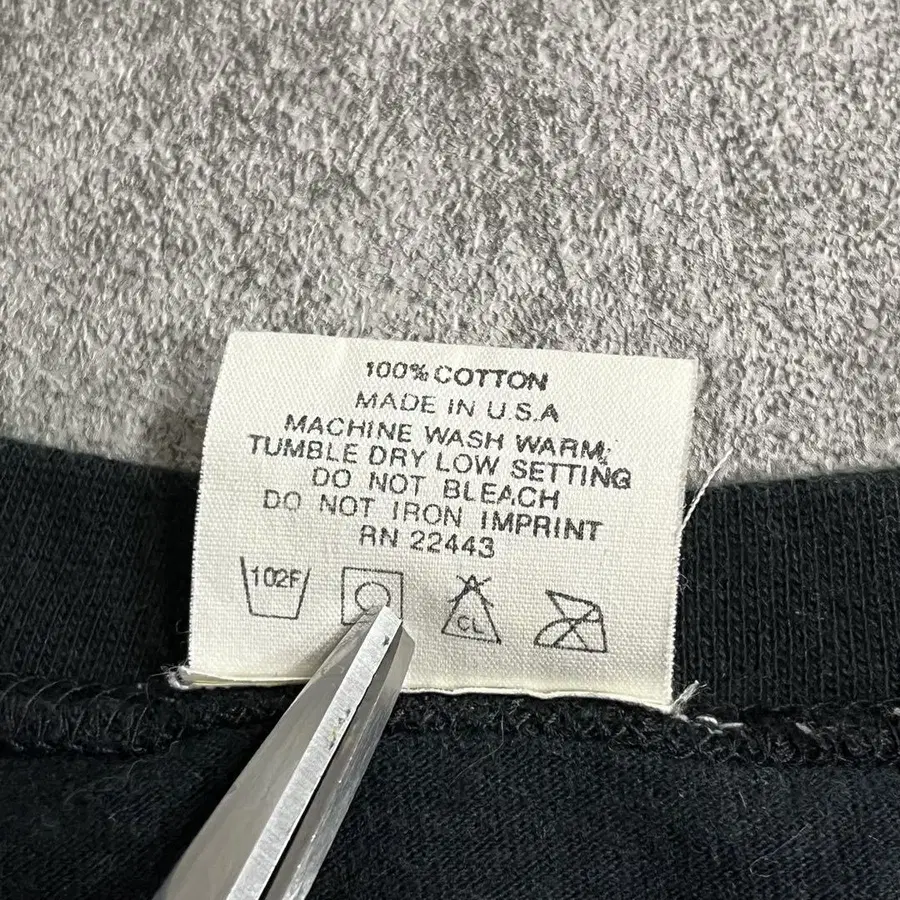 100% COTTON
MADE IN U.S.A
MACHINE WASH WARM,
TUMBLE DRY LOW SETTING
DO NOT BLEACH
DO NOT IRON IMPRINT
RN 22443
102F
CL